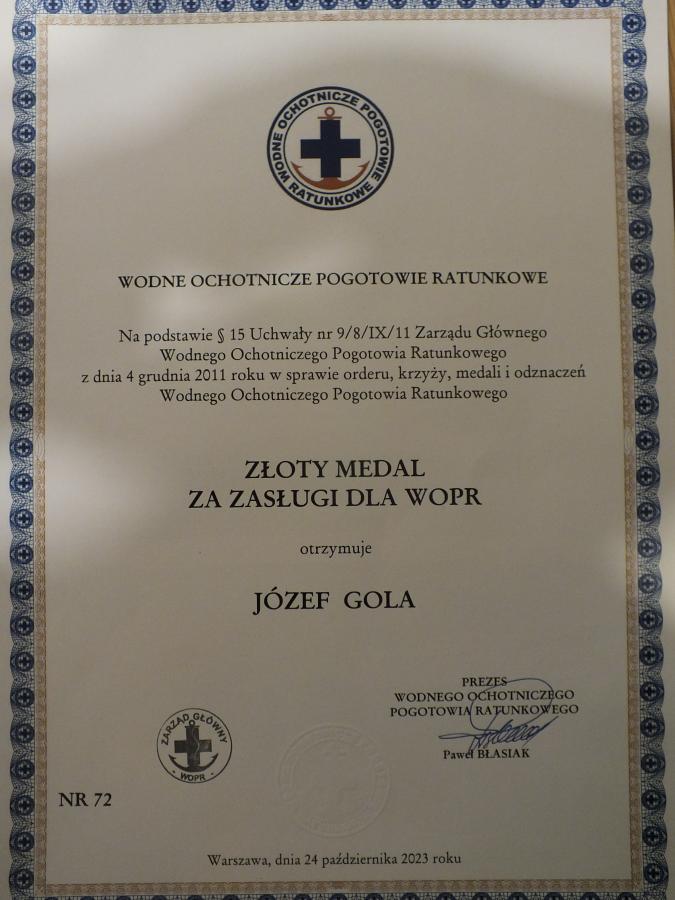 WODNE OCHOTNICZE POGOTOWIE
WOPR RATUNKOWE
WODNE OCHOTNICZE POGOTOWIE RATUNKOWE
Na podstawie § 15 Uchwały nr 9/8/IX/11 Zarządu Głównego
Wodnego Ochotniczego Pogotowia Ratunkowego
z dnia 4 grudnia 2011 roku w sprawie orderu, krzyży, medali i odznaczeń
Wodnego Ochotniczego Pogotowia Ratunkowego
ZŁOTY MEDAL
ZA ZASŁUGI DLA WOPR
otrzymuje
JÓZEF GOLA
PREZES
WODNEGO OCHOTNICZEGO
POGOTOWIA RATUNKOWEGO
Paweł BŁASIAK
ZARZĄD GŁÓWNY
WOPR
NR 72
Warszawa, dnia 24 października 2023 roku